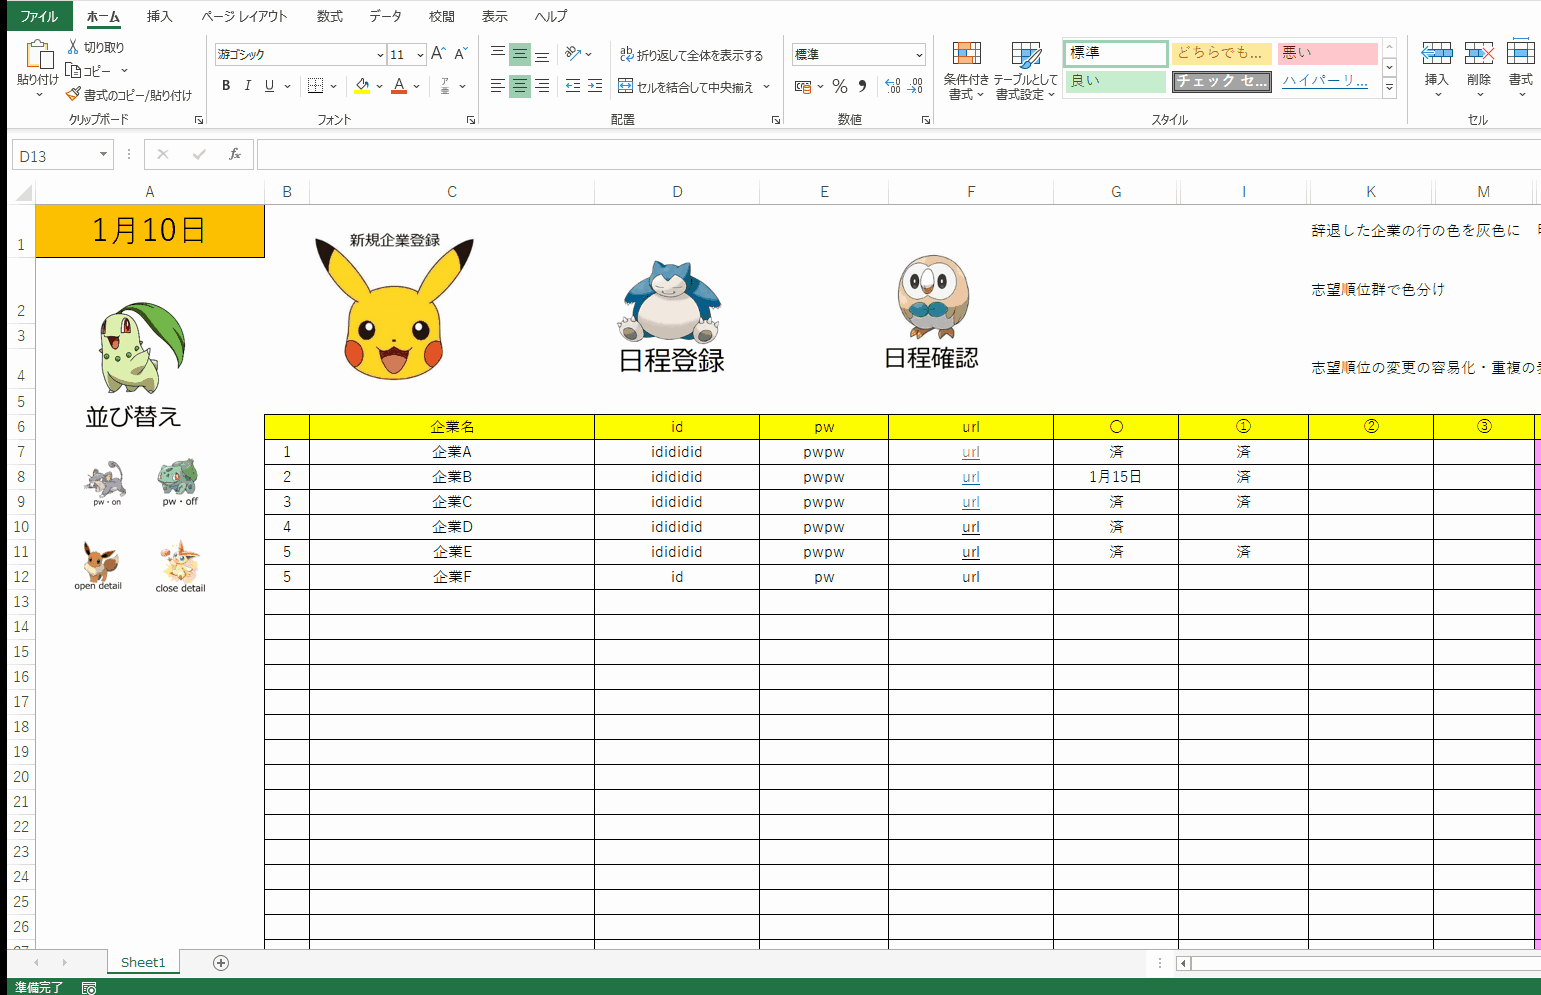 ファイル ホーム 挿入 ページ レイアウト 数式 データ 校閲 表示 ヘルプ
貼り付け 切り取り コピー 書式のコピー/貼り付け クリップボード
游ゴシック 11 B I U フォント
折り返して全体を表示する セルを結合して中央揃え 配置
標準 % 数値
条件付き書式 テーブルとして書式設定 標準 どちらでも... 悪い 良い チェック セ... ハイパーリ... スタイル
挿入 削除 書式 セル
D13 fx
A B C D E F G I K M
1 1月10日 新規企業登録 辞退した企業の行の色を灰色に
2 志望順位群で色分け
3
日程登録 日程確認
4 志望順位の変更の容易化・重複の
5
並び替え
6 企業名 id pw url 〇 ① ② ③
7 1 企業A idididid pwpw url 済 済
8 2 企業B idididid pwpw url 1月15日 済
9 3 企業C idididid pwpw url 済 済
pw・on pw・off
10 4 企業D idididid pwpw url 済
11 5 企業E idididid pwpw url 済 済
12 5 企業F id pw url
open detail close detail
13
14
15
16
17
18
19
20
21
22
23
24
25
26
Sheet1
準備完了